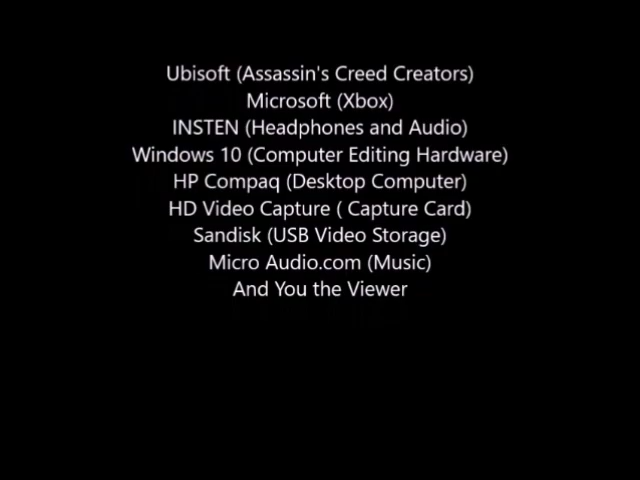 Ubisoft (Assassin's Creed Creators)
Microsoft (Xbox)
INSTEN (Headphones and Audio)
Windows 10 (Computer Editing Hardware)
HP Compaq (Desktop Computer)
HD Video Capture ( Capture Card)
Sandisk (USB Video Storage)
Micro Audio.com (Music)
And You the Viewer